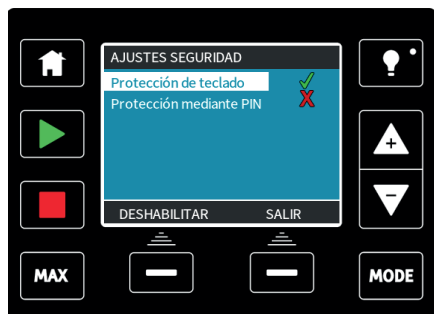 AJUSTES SEGURIDAD
Protección de teclado
Protección mediante PIN
DESHABILITAR SALIR
MAX MODE